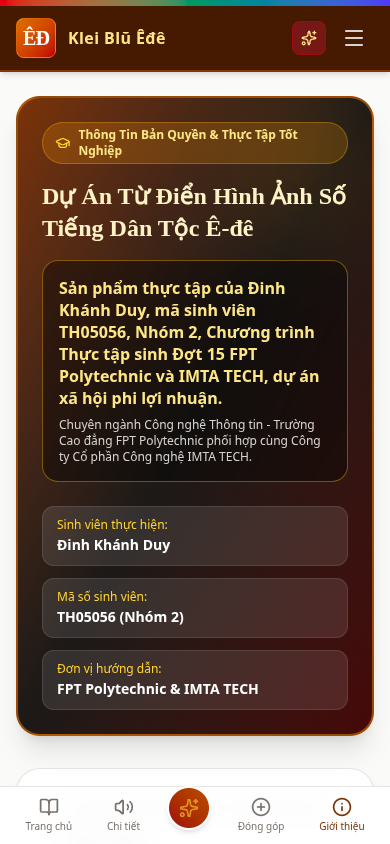 ÊĐ
Klei Blũ Êđê
Thông Tin Bản Quyền & Thực Tập Tốt
Nghiệp
Dự Án Từ Điển Hình Ảnh Số
Tiếng Dân Tộc Ê-đê
Sản phẩm thực tập của Đinh
Khánh Duy, mã sinh viên
TH05056, Nhóm 2, Chương trình
Thực tập sinh Đợt 15 FPT
Polytechnic và IMTA TECH, dự án
xã hội phi lợi nhuận.
Chuyên ngành Công nghệ Thông tin - Trường
Cao đẳng FPT Polytechnic phối hợp cùng Công
ty Cổ phần Công nghệ IMTA TECH.
Sinh viên thực hiện:
Đinh Khánh Duy
Mã số sinh viên:
TH05056 (Nhóm 2)
Đơn vị hướng dẫn:
FPT Polytechnic & IMTA TECH
Trang chủ
Chi tiết
Đóng góp
Giới thiệu